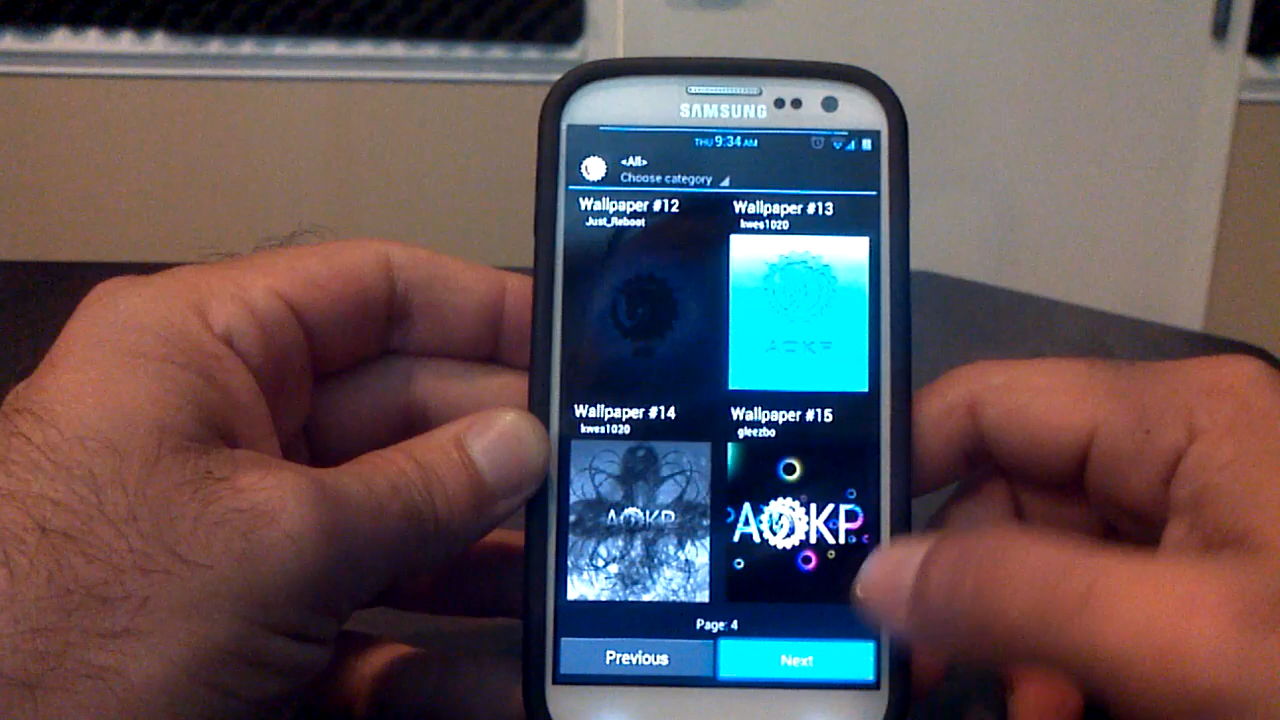 SAMSUNG
THU 9:34 AM
<All>
Choose category
Wallpaper #12
Just_Reboot
Wallpaper #13
kwes1020
AOKP
Wallpaper #14
kwes1020
AOKP
Wallpaper #15
gleezbo
AOKP
Page: 4
Previous
Next